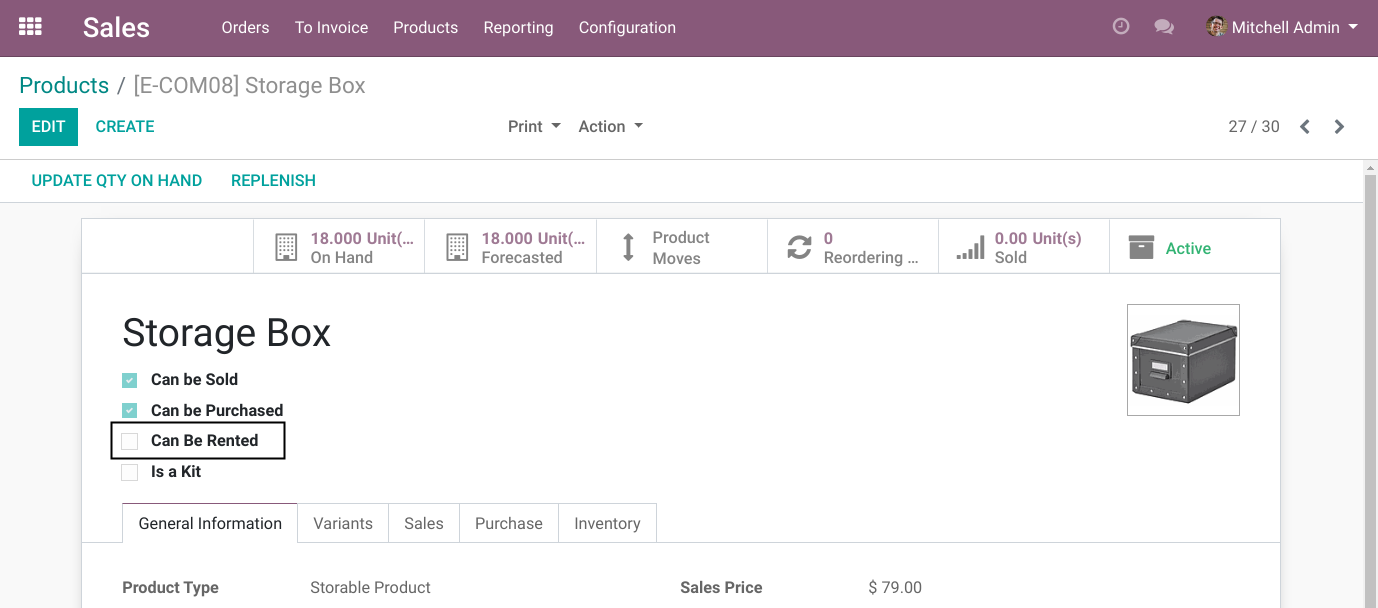 Sales Orders To Invoice Products Reporting Configuration Mitchell Admin
Products / [E-COM08] Storage Box
EDIT CREATE Print Action 27 / 30
UPDATE QTY ON HAND REPLENISH
18.000 Unit(...
On Hand
18.000 Unit(...
Forecasted
Product
Moves
0
Reordering ...
0.00 Unit(s)
Sold
Active
Storage Box
Can be Sold
Can be Purchased
Can Be Rented
Is a Kit
General Information Variants Sales Purchase Inventory
Product Type Storable Product Sales Price $ 79.00